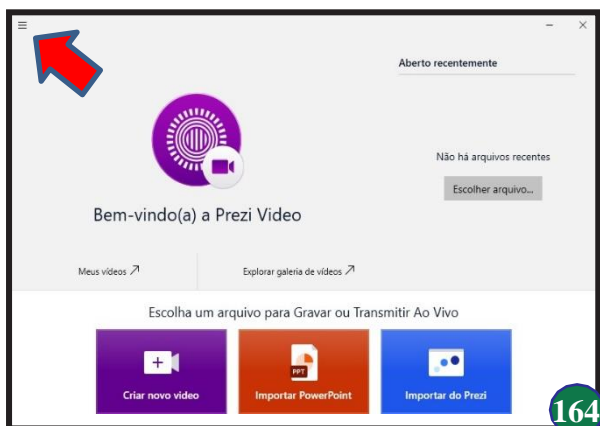 Aberto recentemente
Não há arquivos recentes
Escolher arquivo...
Bem-vindo(a) a Prezi Video
Meus vídeos
Explorar galeria de vídeos
Escolha um arquivo para Gravar ou Transmitir Ao Vivo
PPT
Criar novo video
Importar PowerPoint
Importar do Prezi
164